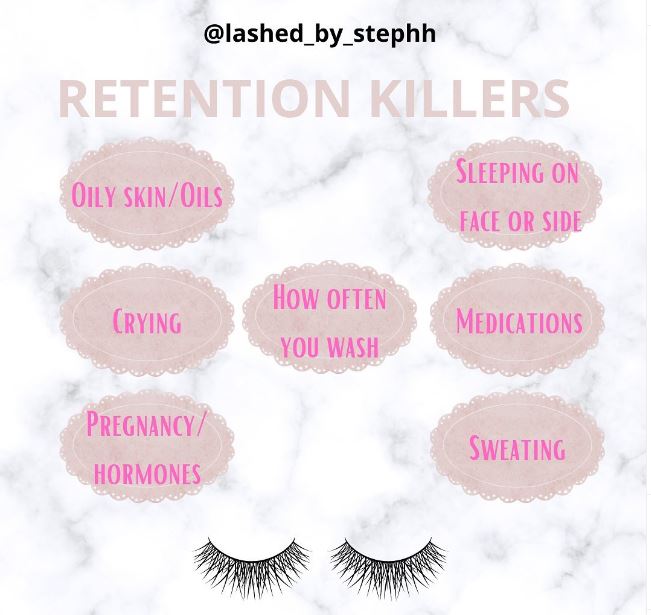 @lashed_by_stephh
RETENTION KILLERS
Oily skin/Oils
Sleeping on
face or side
Crying
How often
you wash
Medications
Pregnancy/
hormones
Sweating